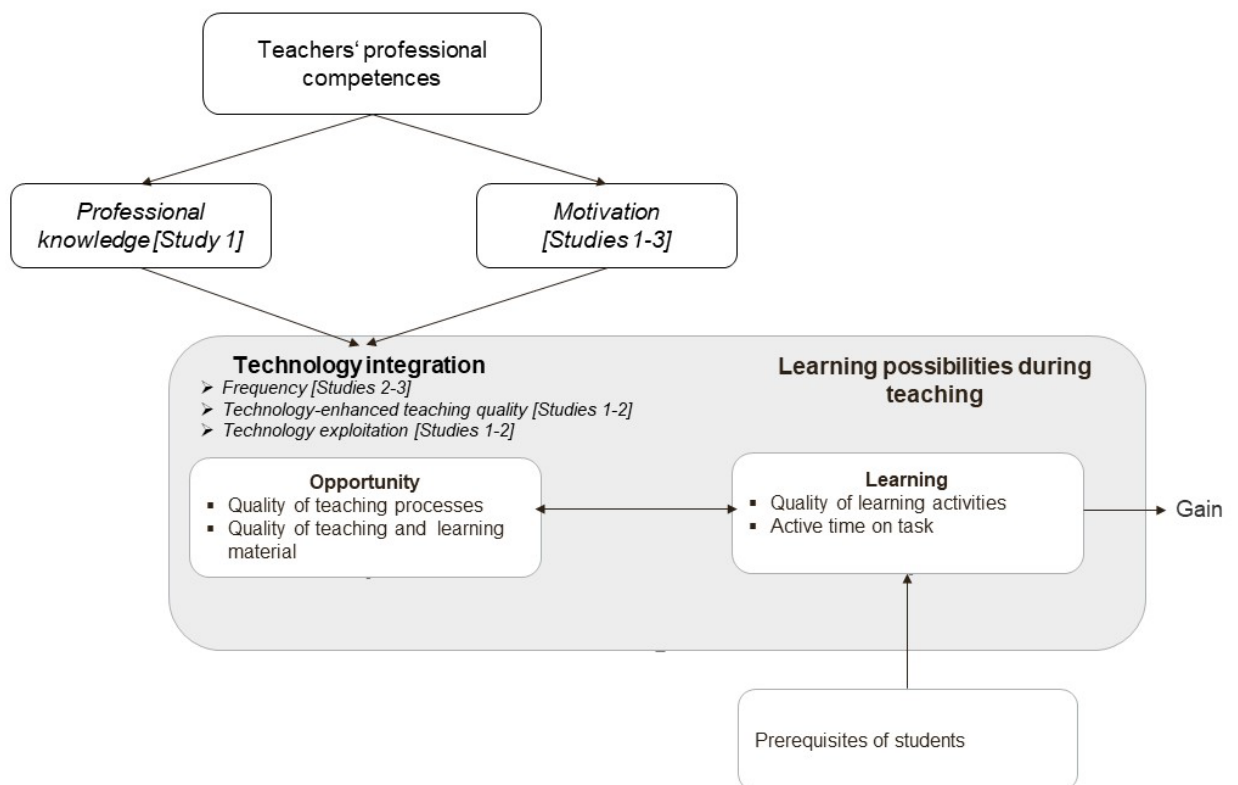 Teachers‘ professional
competences
Professional
knowledge [Study 1]
Motivation
[Studies 1-3]
Technology integration
➢ Frequency [Studies 2-3]
➢ Technology-enhanced teaching quality [Studies 1-2]
➢ Technology exploitation [Studies 1-2]
Learning possibilities during
teaching
Opportunity
▪ Quality of teaching processes
▪ Quality of teaching and learning
material
Learning
▪ Quality of learning activities
▪ Active time on task
Gain
Prerequisites of students